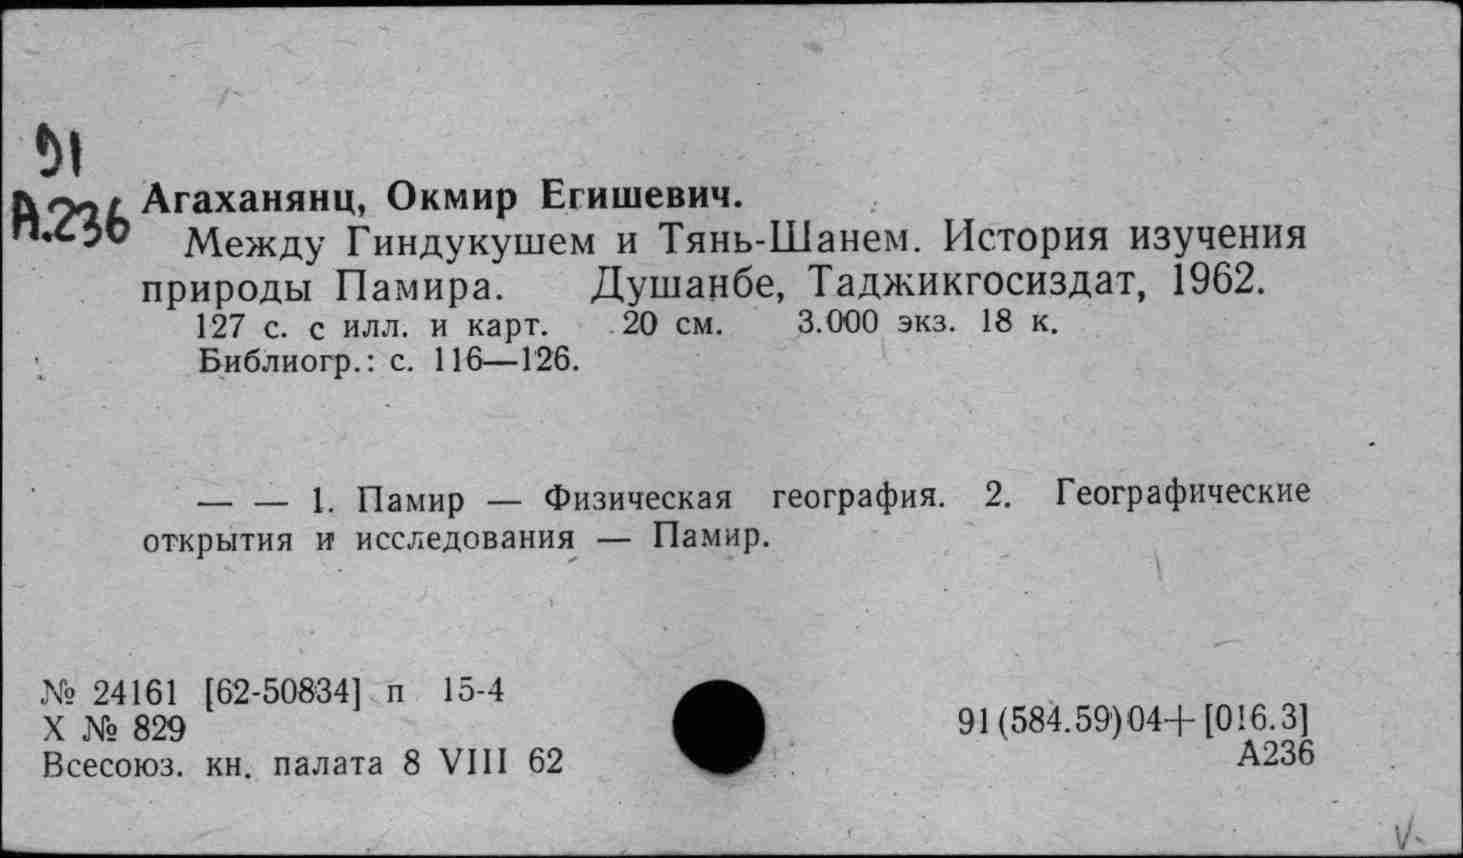 91
А.236
Агаханянц, Окмир Егишевич.
Между Гиндукушем и Тянь-Шанем. История изучения
природы Памира. Душанбе, Таджикгосиздат, 1962.
127 с. с илл. и карт. 20 см. 3.000 экз. 18 к.
Библиогр.: с. 116—126.
— — 1. Памир — Физическая география. 2. Географические
открытия и исследования — Памир.
№ 24161 [62-50834] п 15-4
X № 829
Всесоюз. кн. палата 8 VIII 62
91(584.59)04+[016.3]
А236